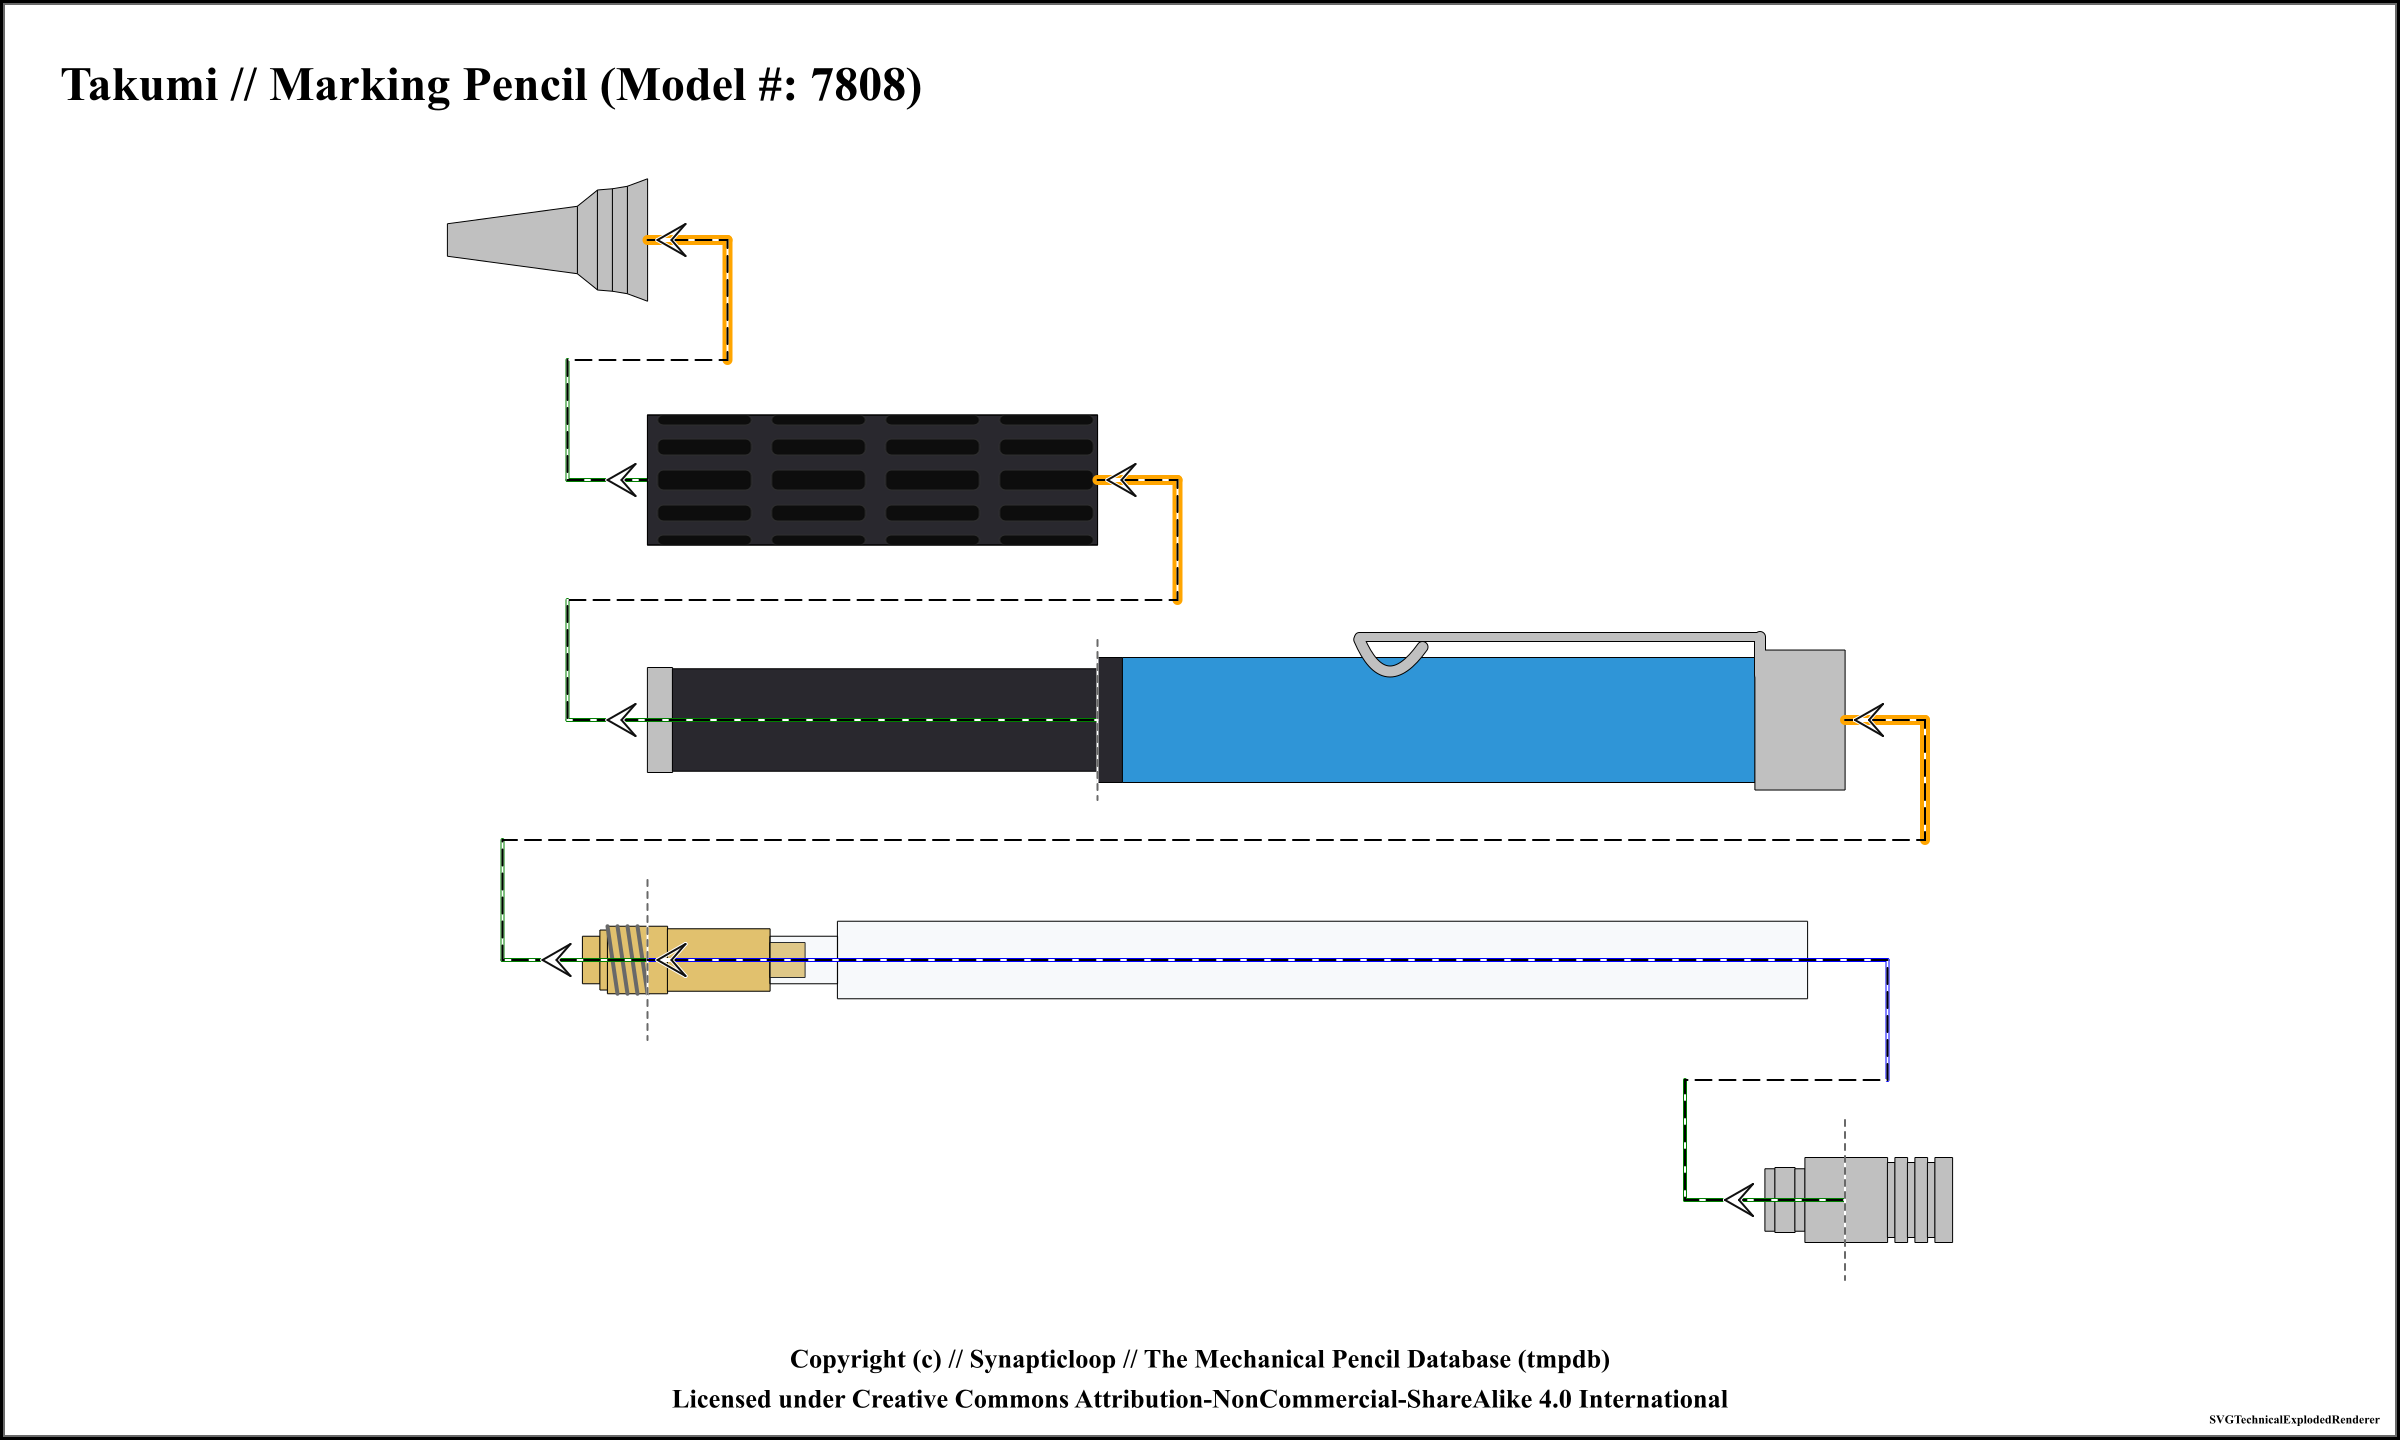 Takumi // Marking Pencil (Model #: 7808)
Copyright (c) // Synapticloop // The Mechanical Pencil Database (tmpdb)
Licensed under Creative Commons Attribution-NonCommercial-ShareAlike 4.0 International
SVGTechnicalExplodedRenderer